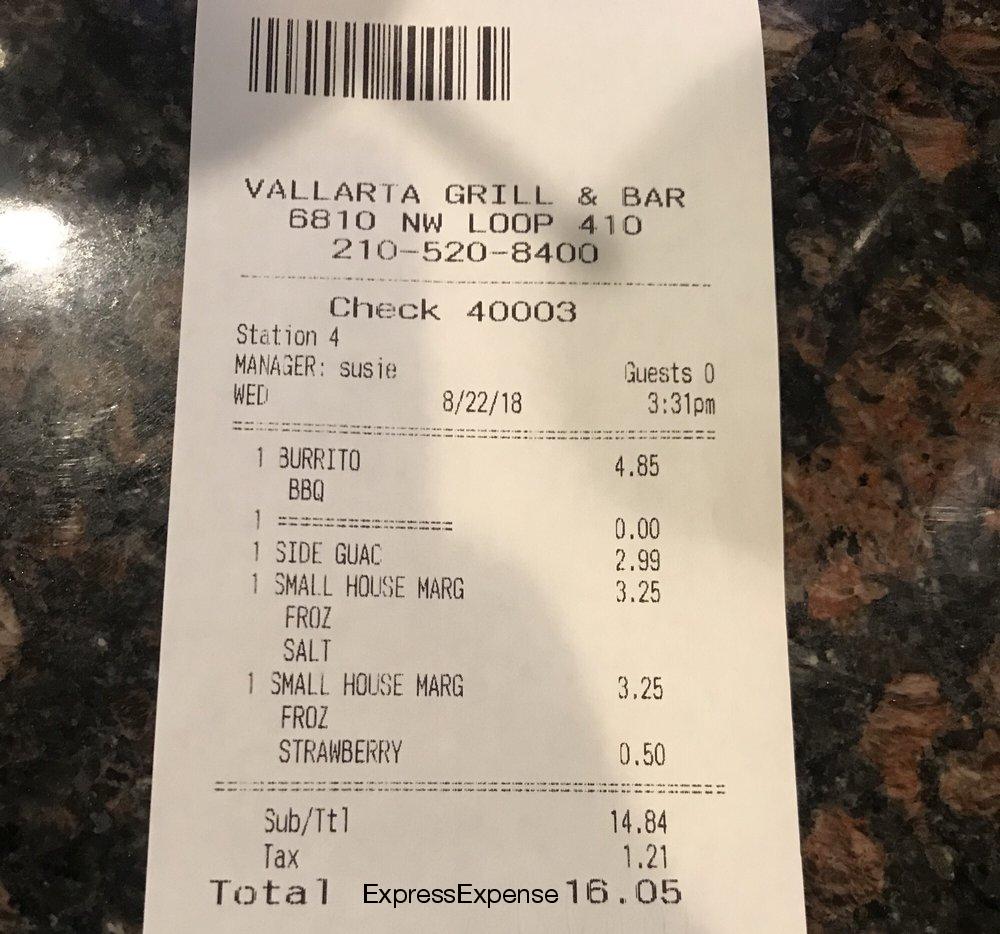 VALLARTA GRILL & BAR
6810 NW LOOP 410
210-520-8400
Check 40003
Station 4
MANAGER: susie Guests 0
WED 8/22/18 3:31pm
1 BURRITO 4.85
BBQ
1 ================ 0.00
1 SIDE GUAC 2.99
1 SMALL HOUSE MARG 3.25
FROZ
SALT
1 SMALL HOUSE MARG 3.25
FROZ
STRAWBERRY 0.50
Sub/Ttl 14.84
Tax 1.21
Total ExpressExpense 16.05